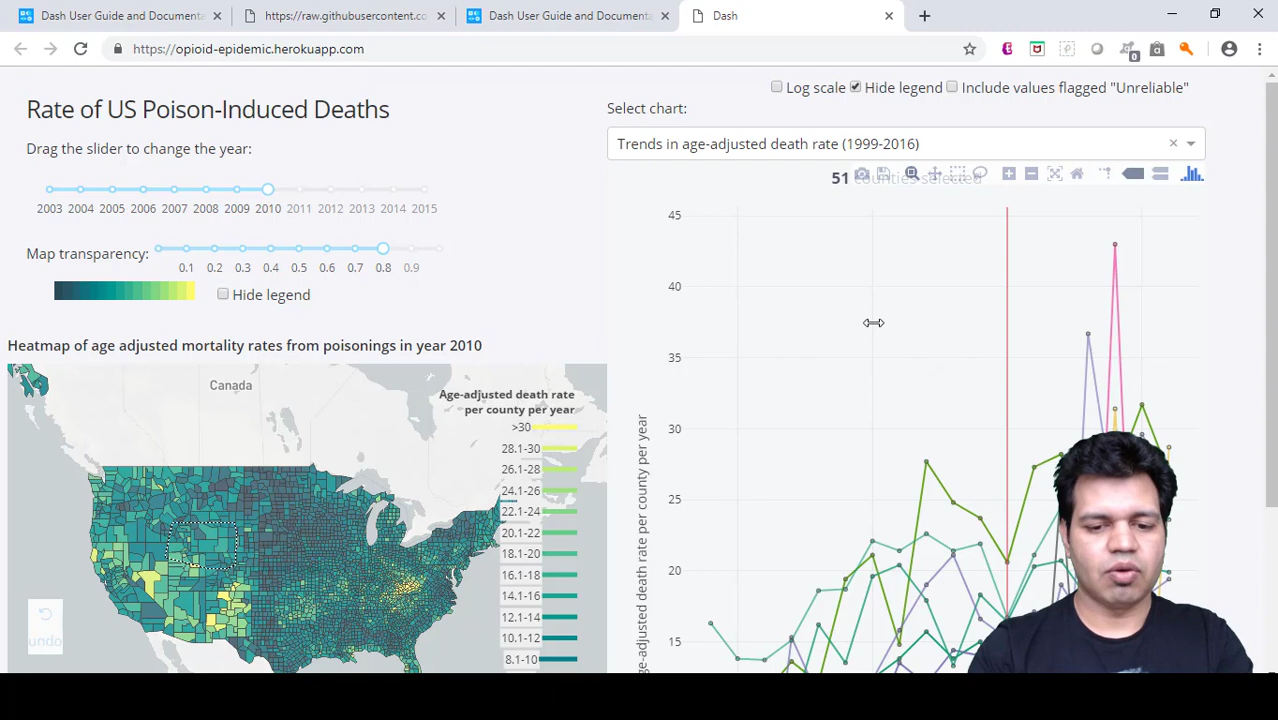 Dash User Guide and Documenta
https://raw.githubusercontent.co
Dash User Guide and Documenta
Dash
https://opioid-epidemic.herokuapp.com
0
Rate of US Poison-Induced Deaths
Drag the slider to change the year:
2003 2004 2005 2006 2007 2008 2009 2010 2011 2012 2013 2014 2015
Map transparency:
0.1 0.2 0.3 0.4 0.5 0.6 0.7 0.8 0.9
Hide legend
Heatmap of age adjusted mortality rates from poisonings in year 2010
Canada
Age-adjusted death rate
per county per year
>30
28.1-30
26.1-28
24.1-26
22.1-24
20.1-22
18.1-20
16.1-18
14.1-16
12.1-14
10.1-12
8.1-10
undo
Log scale Hide legend Include values flagged "Unreliable"
Select chart:
Trends in age-adjusted death rate (1999-2016)
51 counties selected
45
40
35
30
25
20
15
ge-adjusted death rate per county per year